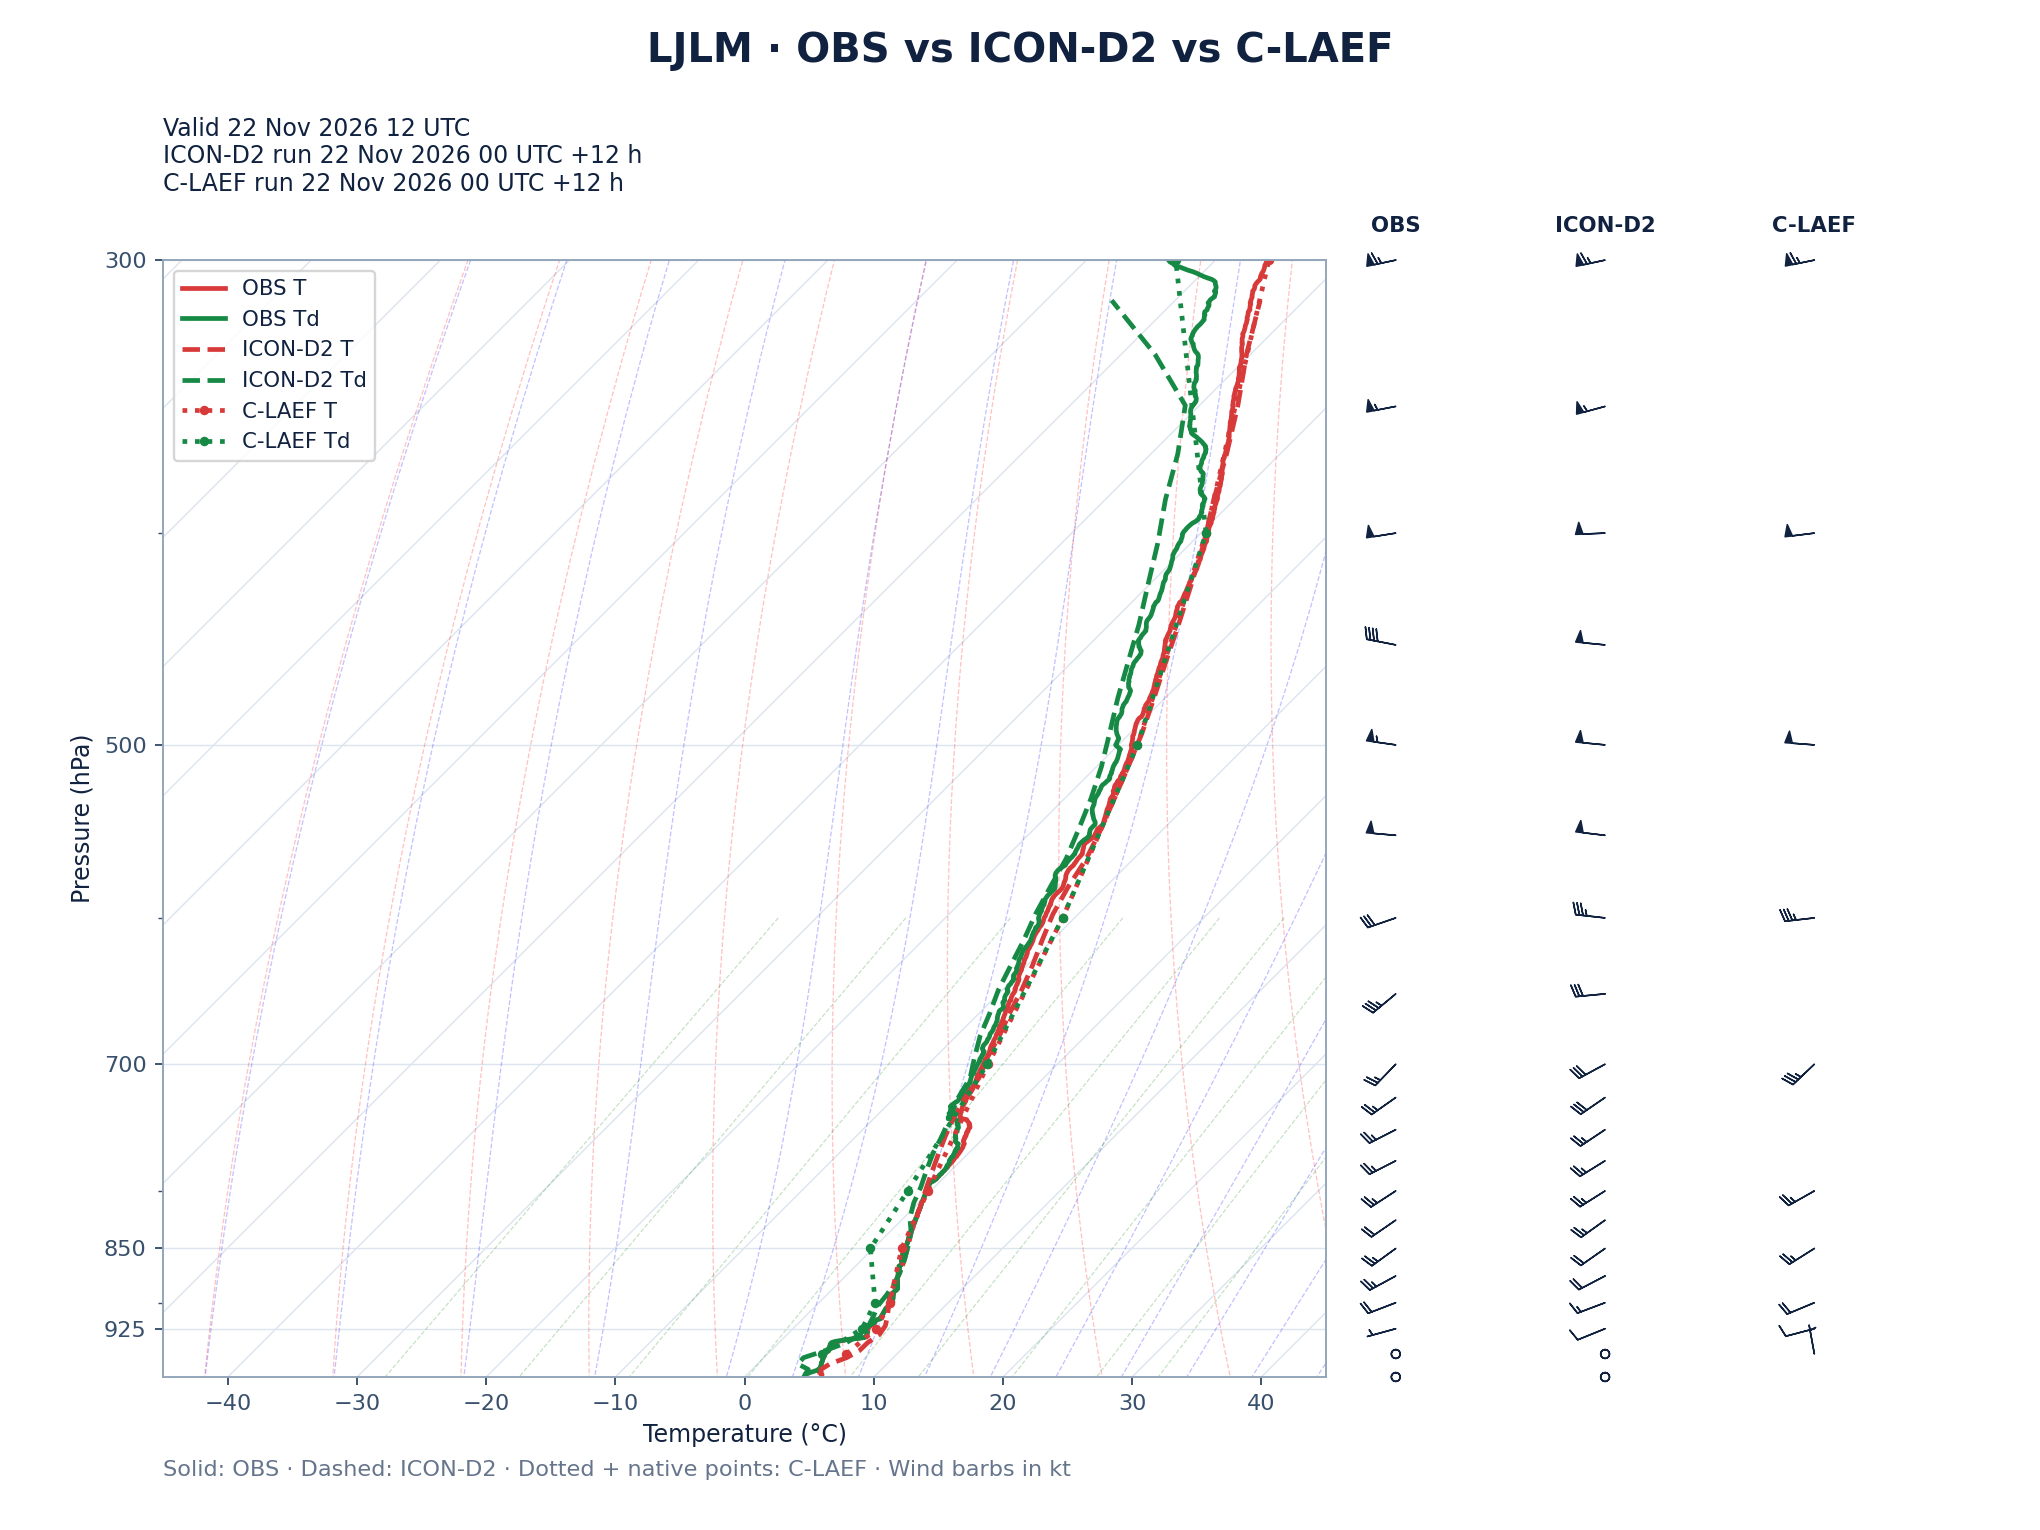 LJLM · OBS vs ICON-D2 vs C-LAEF
Valid 22 Nov 2026 12 UTC
ICON-D2 run 22 Nov 2026 00 UTC +12 h
C-LAEF run 22 Nov 2026 00 UTC +12 h
OBS ICON-D2 C-LAEF
OBS T
OBS Td
ICON-D2 T
ICON-D2 Td
C-LAEF T
C-LAEF Td
Pressure (hPa)
300
500
700
850
925
−40 −30 −20 −10 0 10 20 30 40
Temperature (°C)
Solid: OBS · Dashed: ICON-D2 · Dotted + native points: C-LAEF · Wind barbs in kt